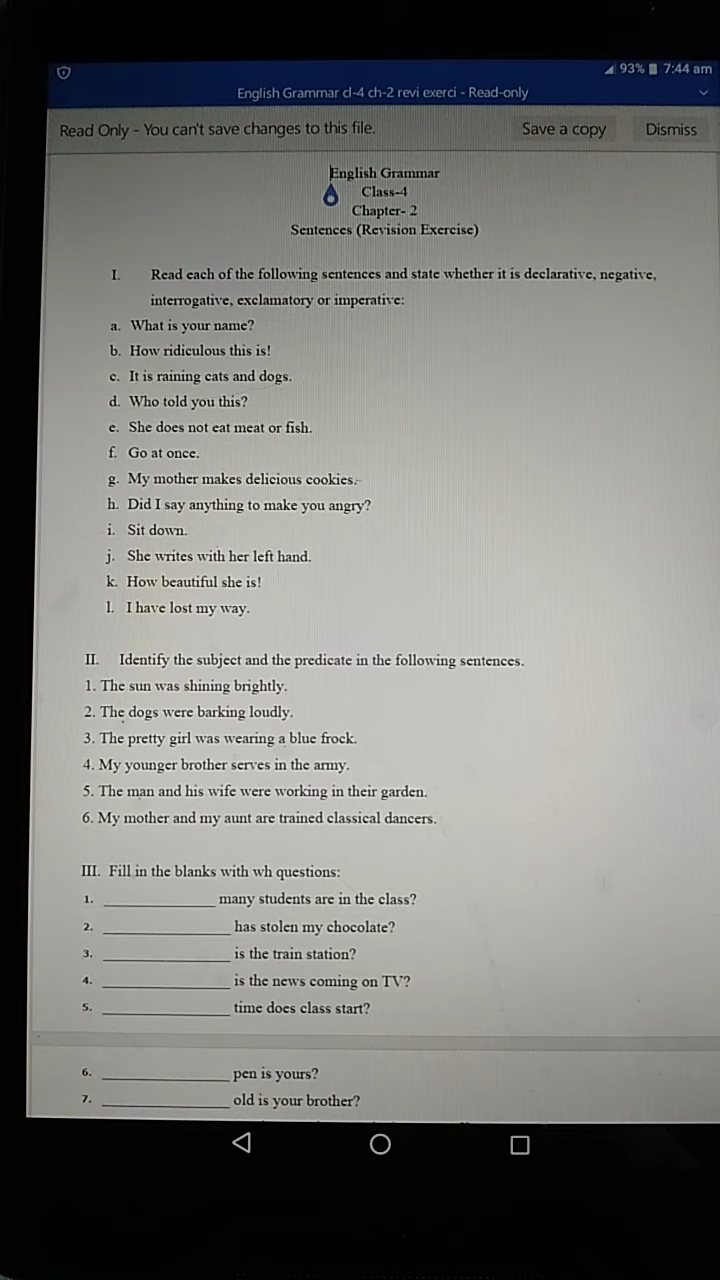 93% 7:44 am
English Grammar cl-4 ch-2 revi exerci - Read-only
Read Only - You can't save changes to this file. Save a copy Dismiss
English Grammar
Class-4
Chapter- 2
Sentences (Revision Exercise)
I. Read each of the following sentences and state whether it is declarative, negative,
interrogative, exclamatory or imperative:
a. What is your name?
b. How ridiculous this is!
c. It is raining cats and dogs.
d. Who told you this?
e. She does not eat meat or fish.
f. Go at once.
g. My mother makes delicious cookies.
h. Did I say anything to make you angry?
i. Sit down.
j. She writes with her left hand.
k. How beautiful she is!
l. I have lost my way.
II. Identify the subject and the predicate in the following sentences.
1. The sun was shining brightly.
2. The dogs were barking loudly.
3. The pretty girl was wearing a blue frock.
4. My younger brother serves in the army.
5. The man and his wife were working in their garden.
6. My mother and my aunt are trained classical dancers.
III. Fill in the blanks with wh questions:
1. _______________ many students are in the class?
2. _________________ has stolen my chocolate?
3. _________________ is the train station?
4. _________________ is the news coming on TV?
5. _________________ time does class start?
6. _________________ pen is yours?
7. _________________ old is your brother?